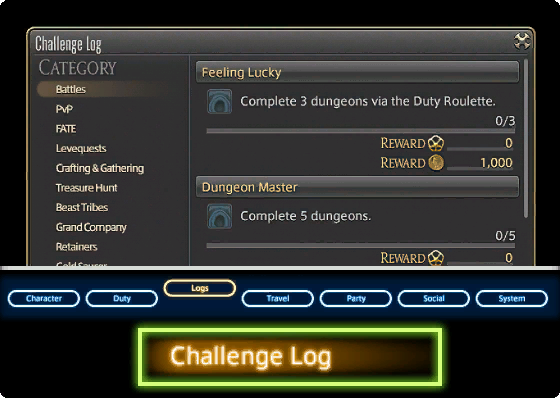 Challenge Log
CATEGORY
Battles
PvP
FATE
Levequests
Crafting & Gathering
Treasure Hunt
Beast Tribes
Grand Company
Retainers
Gold Saucer
Feeling Lucky
Complete 3 dungeons via the Duty Roulette.
0/3
REWARD 0
REWARD 1,000
Dungeon Master
Complete 5 dungeons.
0/5
REWARD 0
Character Duty Logs Travel Party Social System
Challenge Log